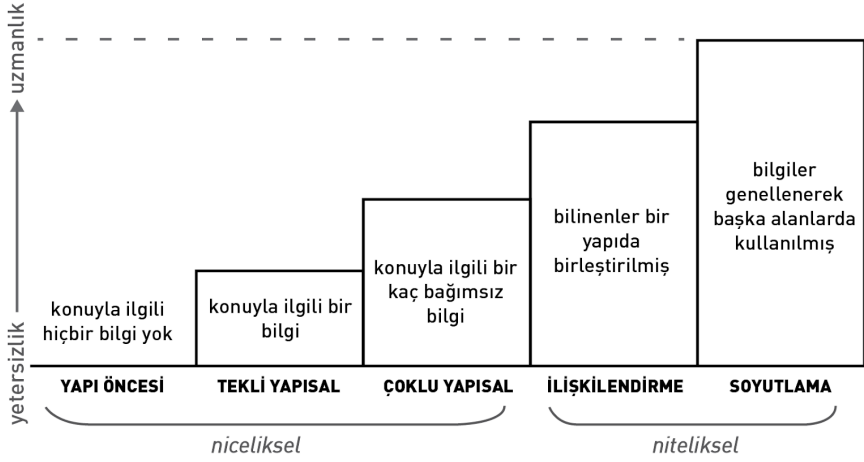 uzmanlık
yetersizlik
konuyla ilgili
hiçbir bilgi yok
konuyla ilgili bir
bilgi
konuyla ilgili bir
kaç bağımsız
bilgi
bilinenler bir
yapıda
birleştirilmiş
bilgiler
genellenerek
başka alanlarda
kullanılmış
YAPI ÖNCESİ
TEKLİ YAPISAL
ÇOKLU YAPISAL
İLİŞKİLENDİRME
SOYUTLAMA
niceliksel
niteliksel